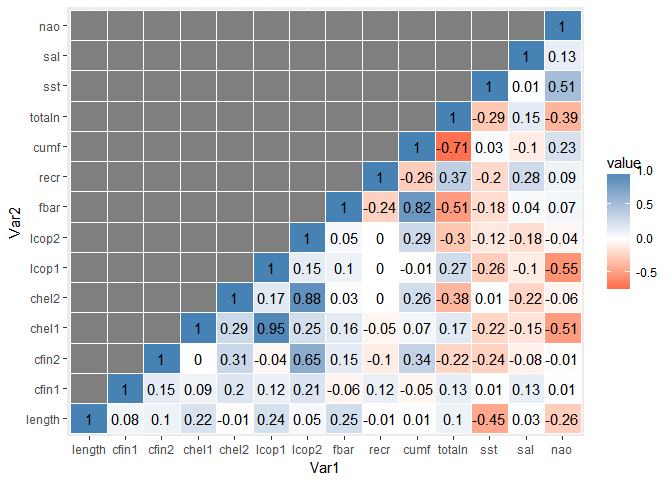 nao 1
sal 1 0.13
sst 1 0.01 0.51
totaln 1 -0.29 0.15 -0.39
cumf 1 -0.71 0.03 -0.1 0.23
recr 1 -0.26 0.37 -0.2 0.28 0.09
fbar 1 -0.24 0.82 -0.51 -0.18 0.04 0.07
lcop2 1 0.05 0 0.29 -0.3 -0.12 -0.18 -0.04
lcop1 1 0.15 0.1 0 -0.01 0.27 -0.26 -0.1 -0.55
chel2 1 0.17 0.88 0.03 0 0.26 -0.38 0.01 -0.22 -0.06
chel1 1 0.29 0.95 0.25 0.16 -0.05 0.07 0.17 -0.22 -0.15 -0.51
cfin2 1 0 0.31 -0.04 0.65 0.15 -0.1 0.34 -0.22 -0.24 -0.08 -0.01
cfin1 1 0.15 0.09 0.2 0.12 0.21 -0.06 0.12 -0.05 0.13 0.01 0.13 0.01
length 1 0.08 0.1 0.22 -0.01 0.24 0.05 0.25 -0.01 0.01 0.1 -0.45 0.03 -0.26
length cfin1 cfin2 chel1 chel2 lcop1 lcop2 fbar recr cumf totaln sst sal nao
Var1
Var2
value
1.0
0.5
0.0
-0.5